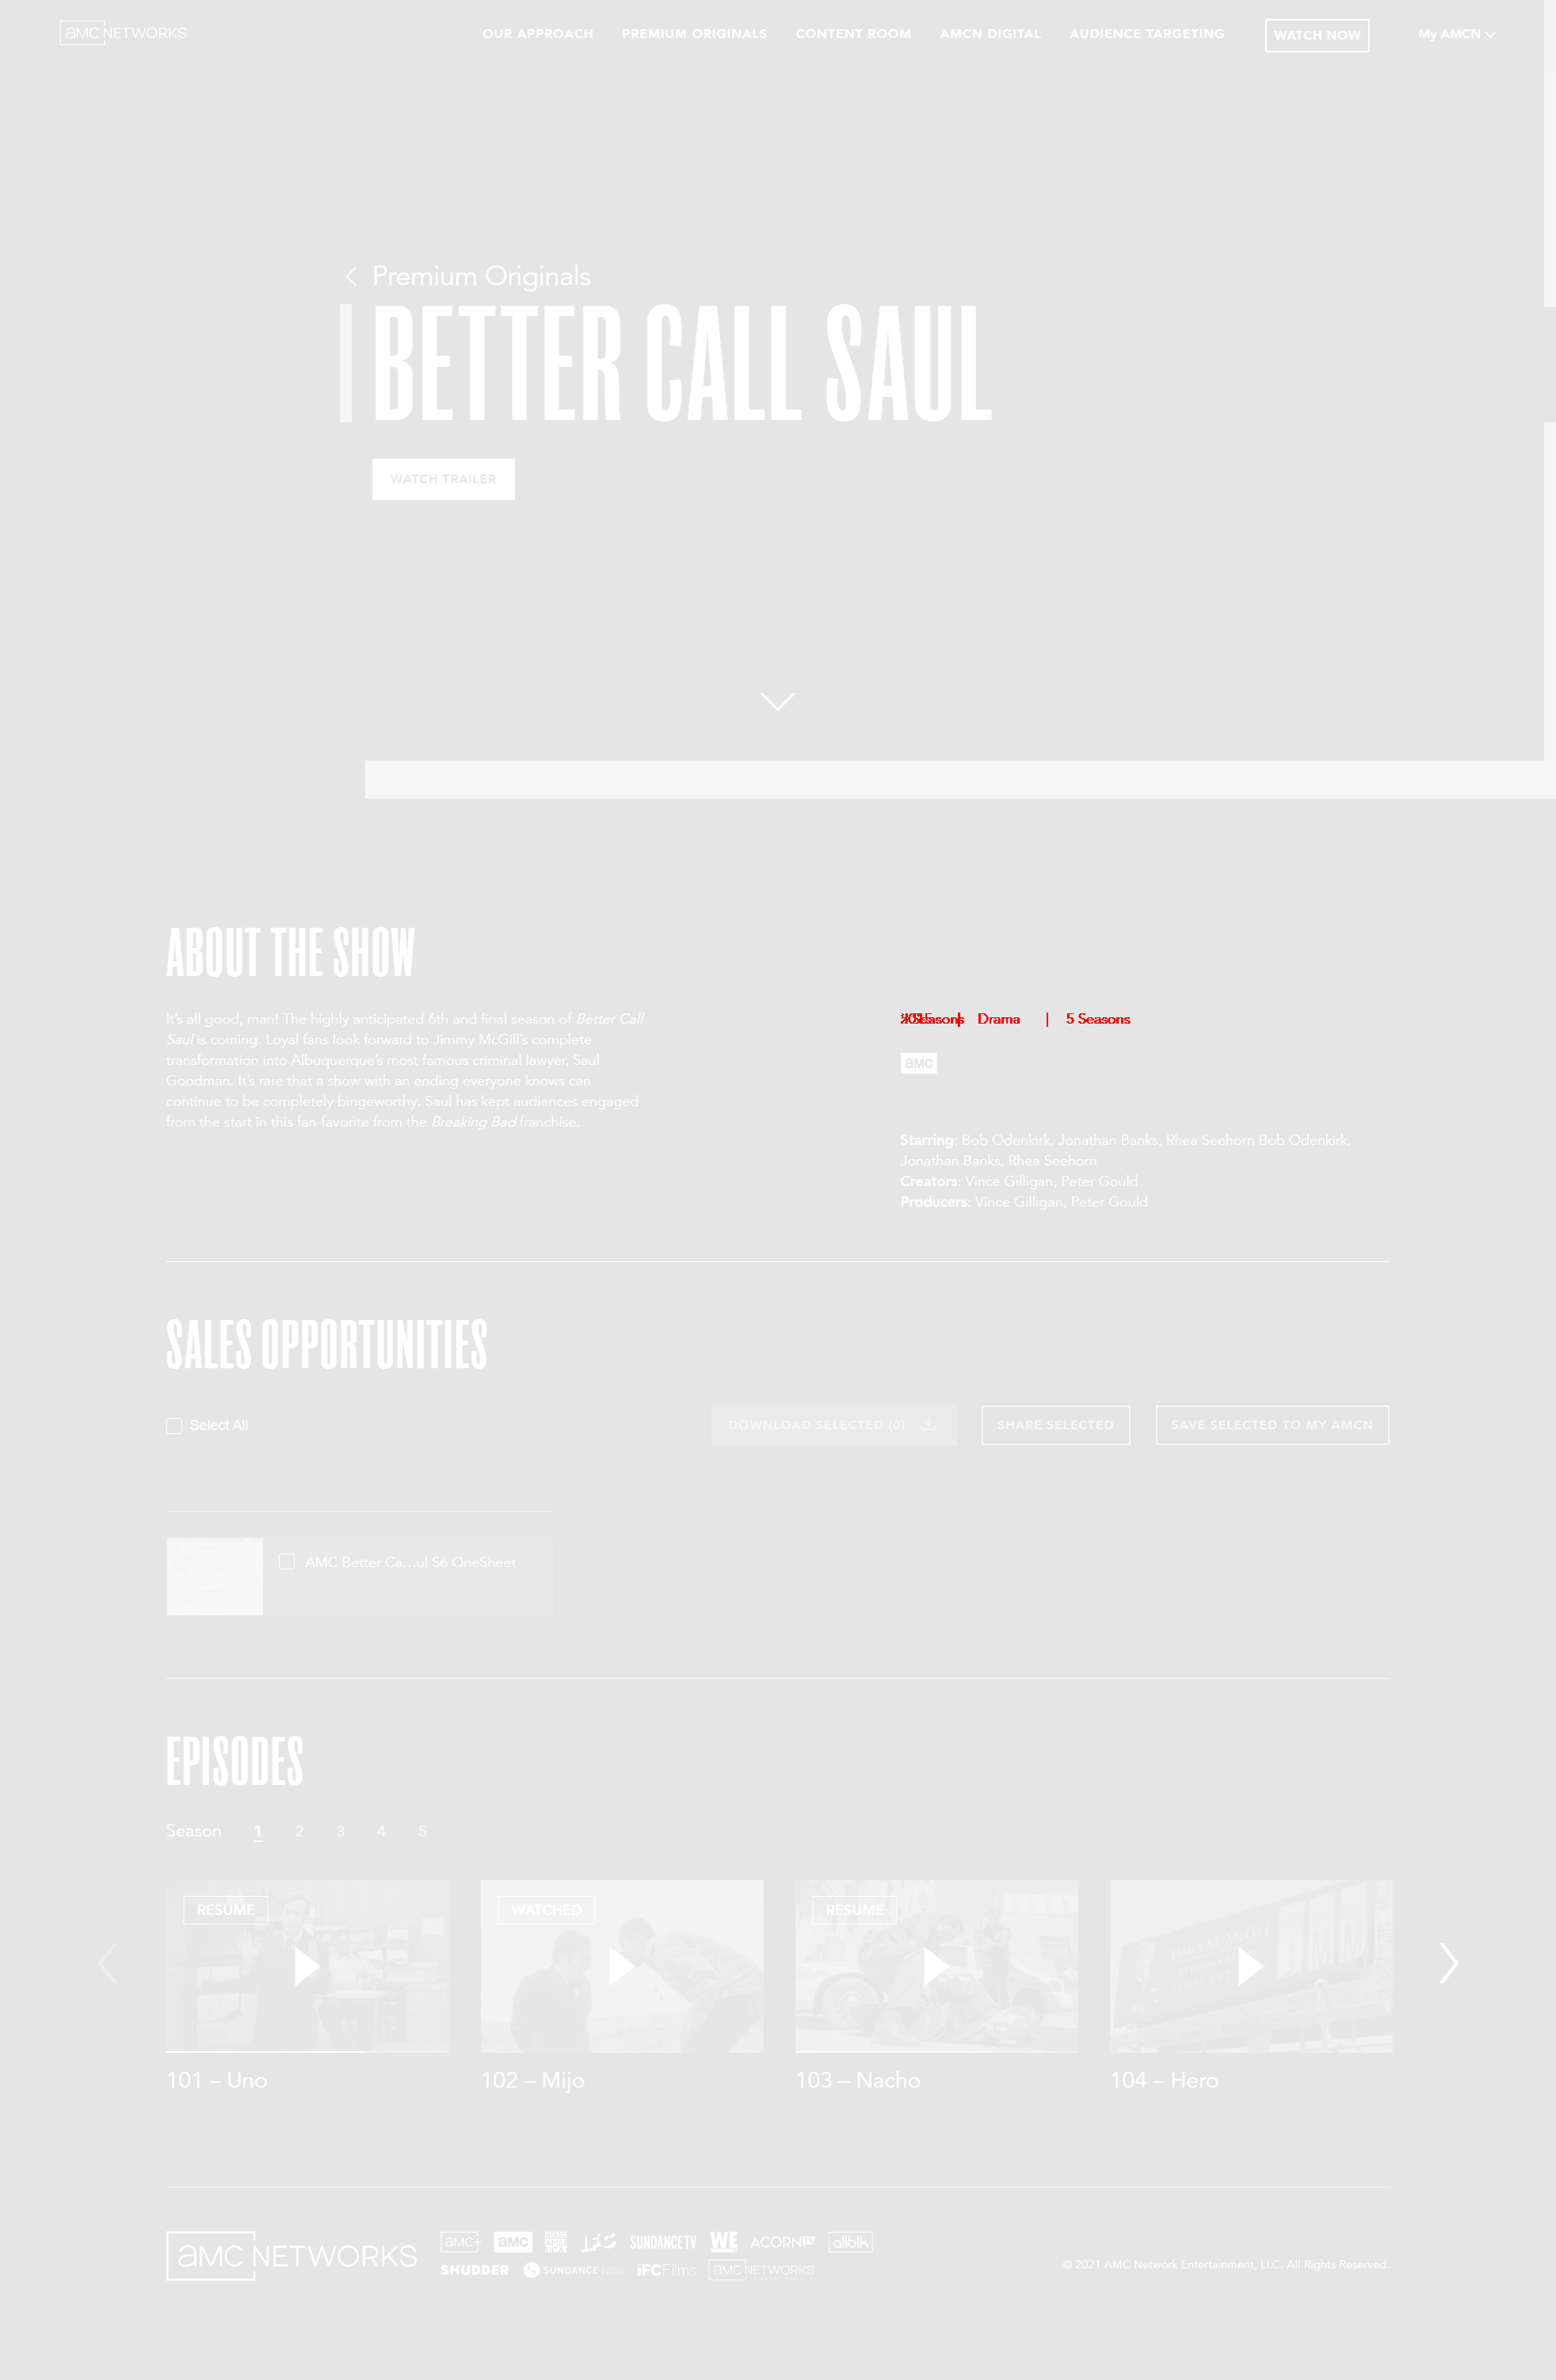 aMC NETWORKS
OUR APPROACH PREMIUM ORIGINALS CONTENT ROOM AMCN DIGITAL AUDIENCE TARGETING WATCH NOW My AMCN
Premium Originals
BETTER CALL SAUL
WATCH TRAILER
ABOUT THE SHOW
It's all good, man! The highly anticipated 6th and final season of Better Call
Saul is coming. Loyal fans look forward to Jimmy McGill's complete
transformation into Albuquerque's most famous criminal lawyer, Saul
Goodman. It's rare that a show with an ending everyone knows can
continue to be completely bingeworthy. Saul has kept audiences engaged
from the start in this fan-favorite from the Breaking Bad franchise.
Seasons | Drama | 5 Seasons
aMC
Starring: Bob Odenkirk, Jonathan Banks, Rhea Seehorn Bob Odenkirk,
Jonathan Banks, Rhea Seehorn
Creators: Vince Gilligan, Peter Gould
Producers: Vince Gilligan, Peter Gould
SALES OPPORTUNITIES
Select All
DOWNLOAD SELECTED (0) SHARE SELECTED SAVE SELECTED TO MY AMCN
AMC Better Ca...ul S6 OneSheet
EPISODES
Season 1 2 3 4 5
RESUME WATCHED RESUME
James M. McGill
101 – Uno 102 – Mijo 103 – Nacho 104 – Hero
aMC NETWORKS
aMC+ aMC BBC AMERICA IFC SUNDANCE TV WE tv ACORN TV allblk
SHUDDER SUNDANCE NOW IFC Films aMC NETWORKS
© 2021 AMC Network Entertainment, LLC. All Rights Reserved.